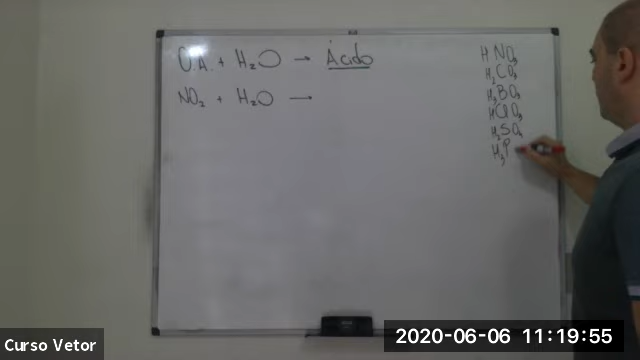 O.A. + H₂O → Ácido
NO₂ + H₂O →
HNO₃
H₂CO₃
H₃BO₃
HClO₃
H₂SO₄
H₃P
Curso Vetor
2020-06-06 11:19:55